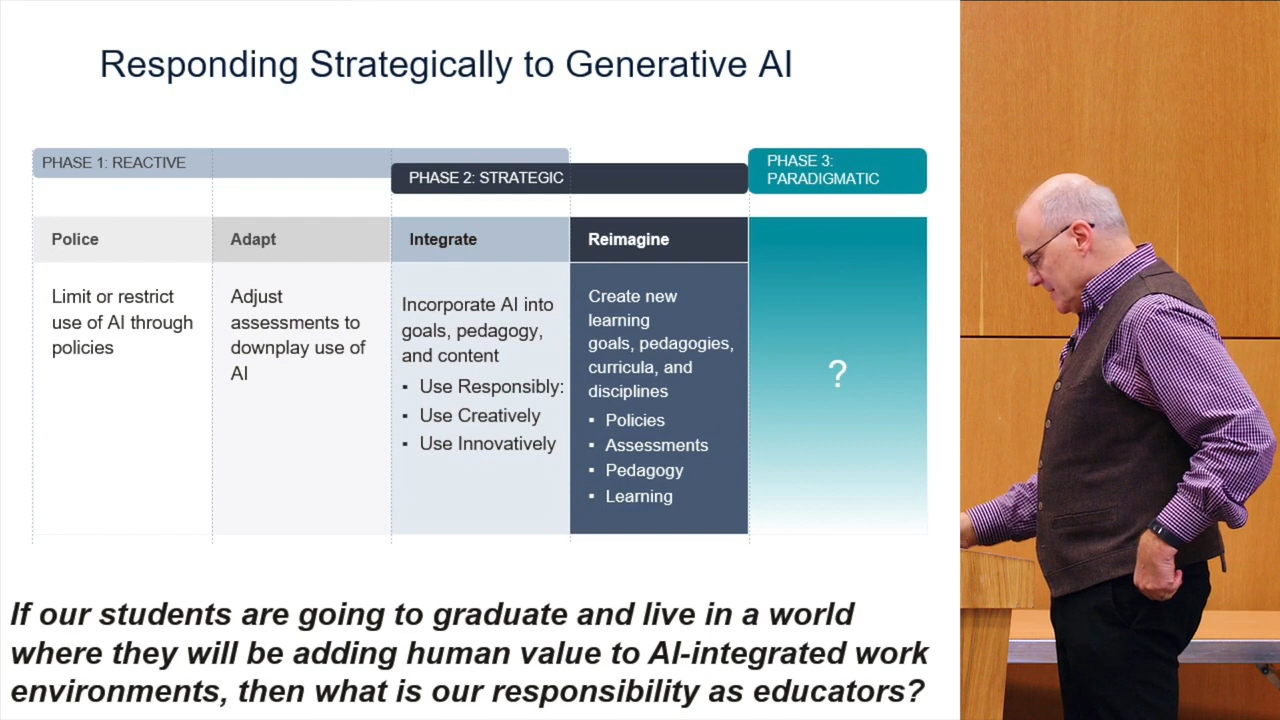 Responding Strategically to Generative AI
PHASE 1: REACTIVE
PHASE 2: STRATEGIC
PHASE 3:
PARADIGMATIC
Police
Limit or restrict
use of AI through
policies
Adapt
Adjust
assessments to
downplay use of
AI
Integrate
Incorporate AI into
goals, pedagogy,
and content
▪ Use Responsibly:
▪ Use Creatively
▪ Use Innovatively
Reimagine
Create new
learning
goals, pedagogies,
curricula, and
disciplines
▪ Policies
▪ Assessments
▪ Pedagogy
▪ Learning
?
If our students are going to graduate and live in a world
where they will be adding human value to AI-integrated work
environments, then what is our responsibility as educators?